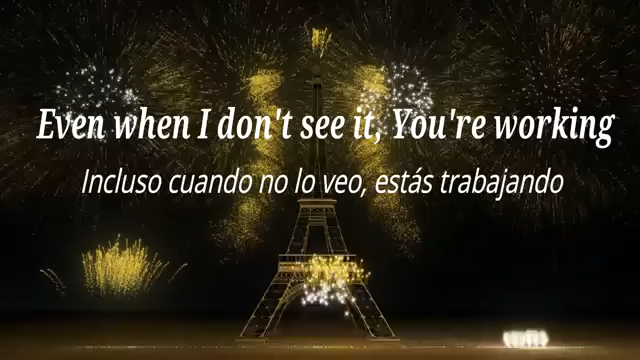 Even when I don't see it, You're working
Incluso cuando no lo veo, estás trabajando